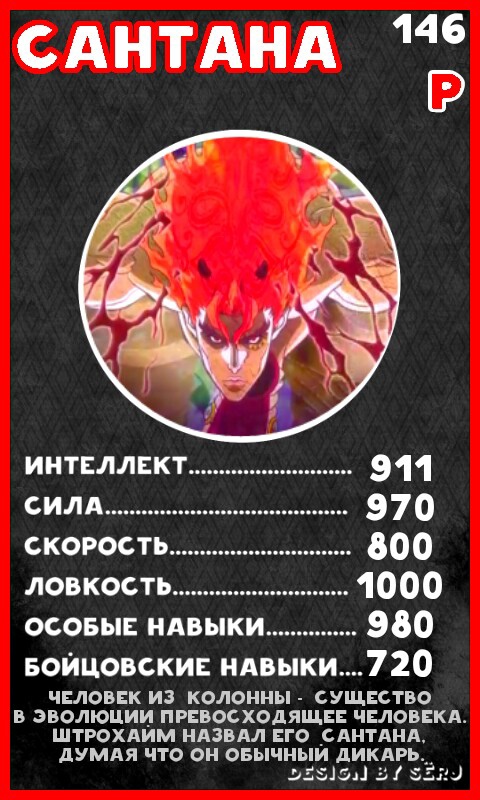 САНТАНА
146
Р
ИНТЕЛЛЕКТ.............................. 911
СИЛА............................................. 970
СКОРОСТЬ................................. 800
ЛОВКОСТЬ................................ 1000
ОСОБЫЕ НАВЫКИ................ 980
БОЙЦОВСКИЕ НАВЫКИ.... 720
ЧЕЛОВЕК ИЗ КОЛОННЫ - СУЩЕСТВО
В ЭВОЛЮЦИИ ПРЕВОСХОДЯЩЕЕ ЧЕЛОВЕКА.
ШТРОХАЙМ НАЗВАЛ ЕГО САНТАНА,
ДУМАЯ ЧТО ОН ОБЫЧНЫЙ ДИКАРЬ.
DESIGN BY SERJ